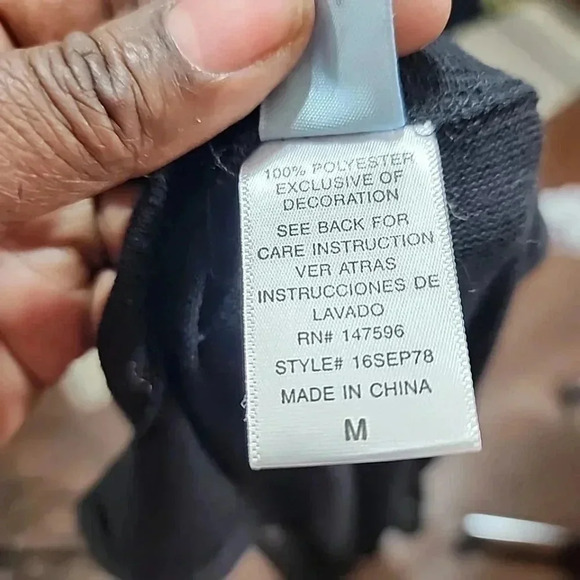 100% POLYESTER
EXCLUSIVE OF
DECORATION
SEE BACK FOR
CARE INSTRUCTION
VER ATRAS
INSTRUCCIONES DE
LAVADO
RN# 147596
STYLE# 16SEP78
MADE IN CHINA
M